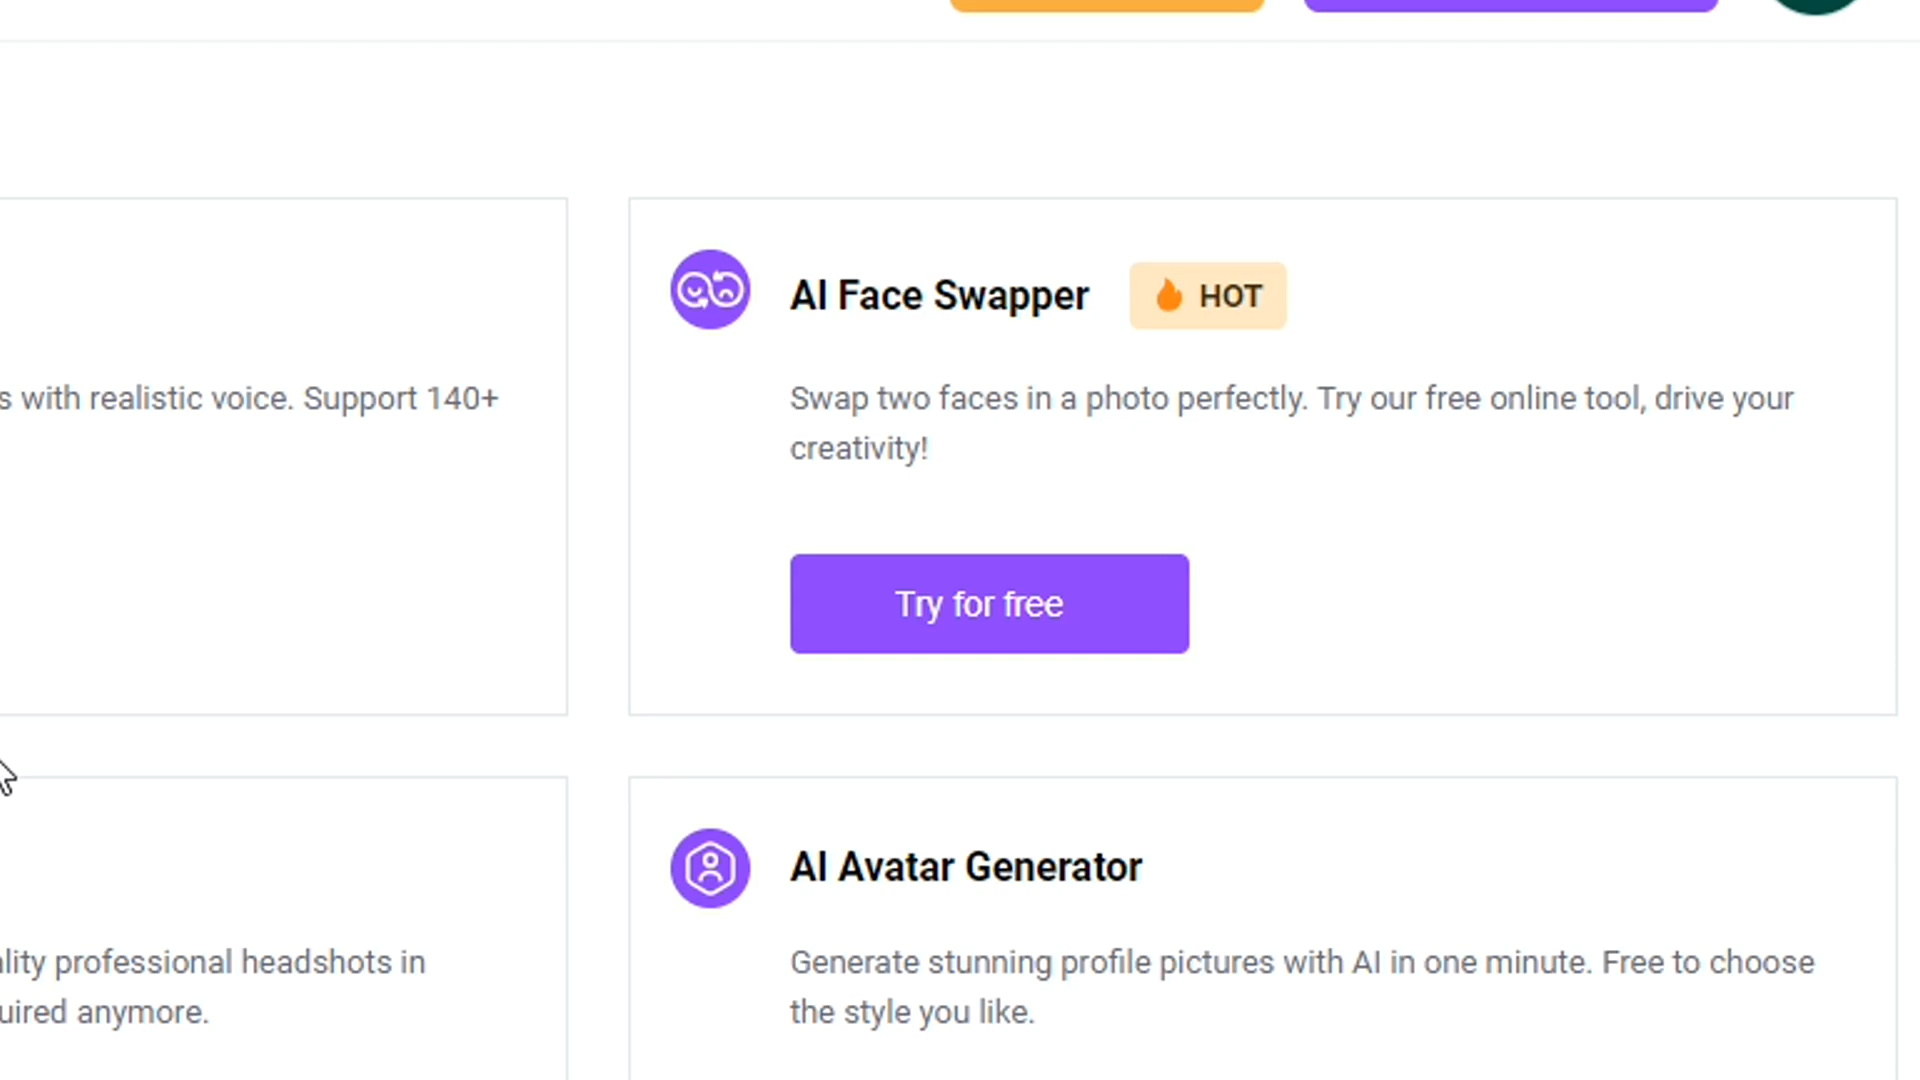 s with realistic voice. Support 140+
AI Face Swapper
HOT
Swap two faces in a photo perfectly. Try our free online tool, drive your
creativity!
Try for free
lity professional headshots in
uired anymore.
AI Avatar Generator
Generate stunning profile pictures with AI in one minute. Free to choose
the style you like.